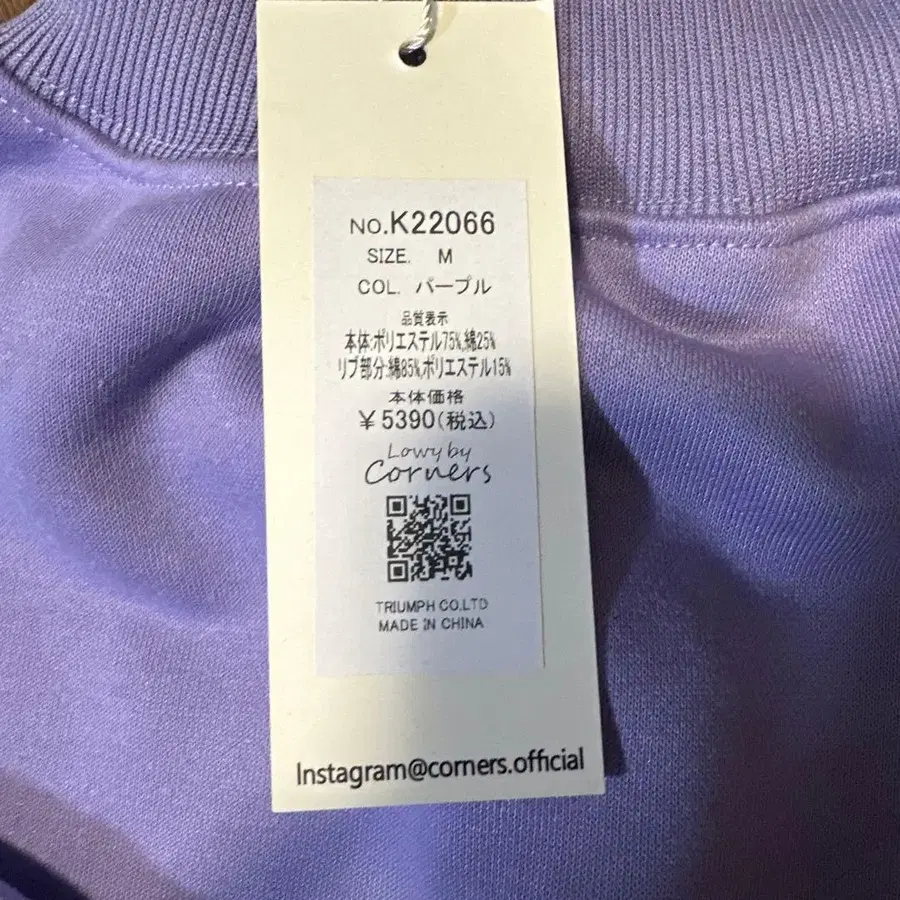 NO.K22066
SIZE. M
COL. パープル
品質表示
本体:ポリエステル75%,綿25%
リブ部分:綿85%,ポリエステル15%
本体価格
¥5390(税込)
Lowy by
Corners
TRIUMPH CO.LTD
MADE IN CHINA
Instagram@corners.official